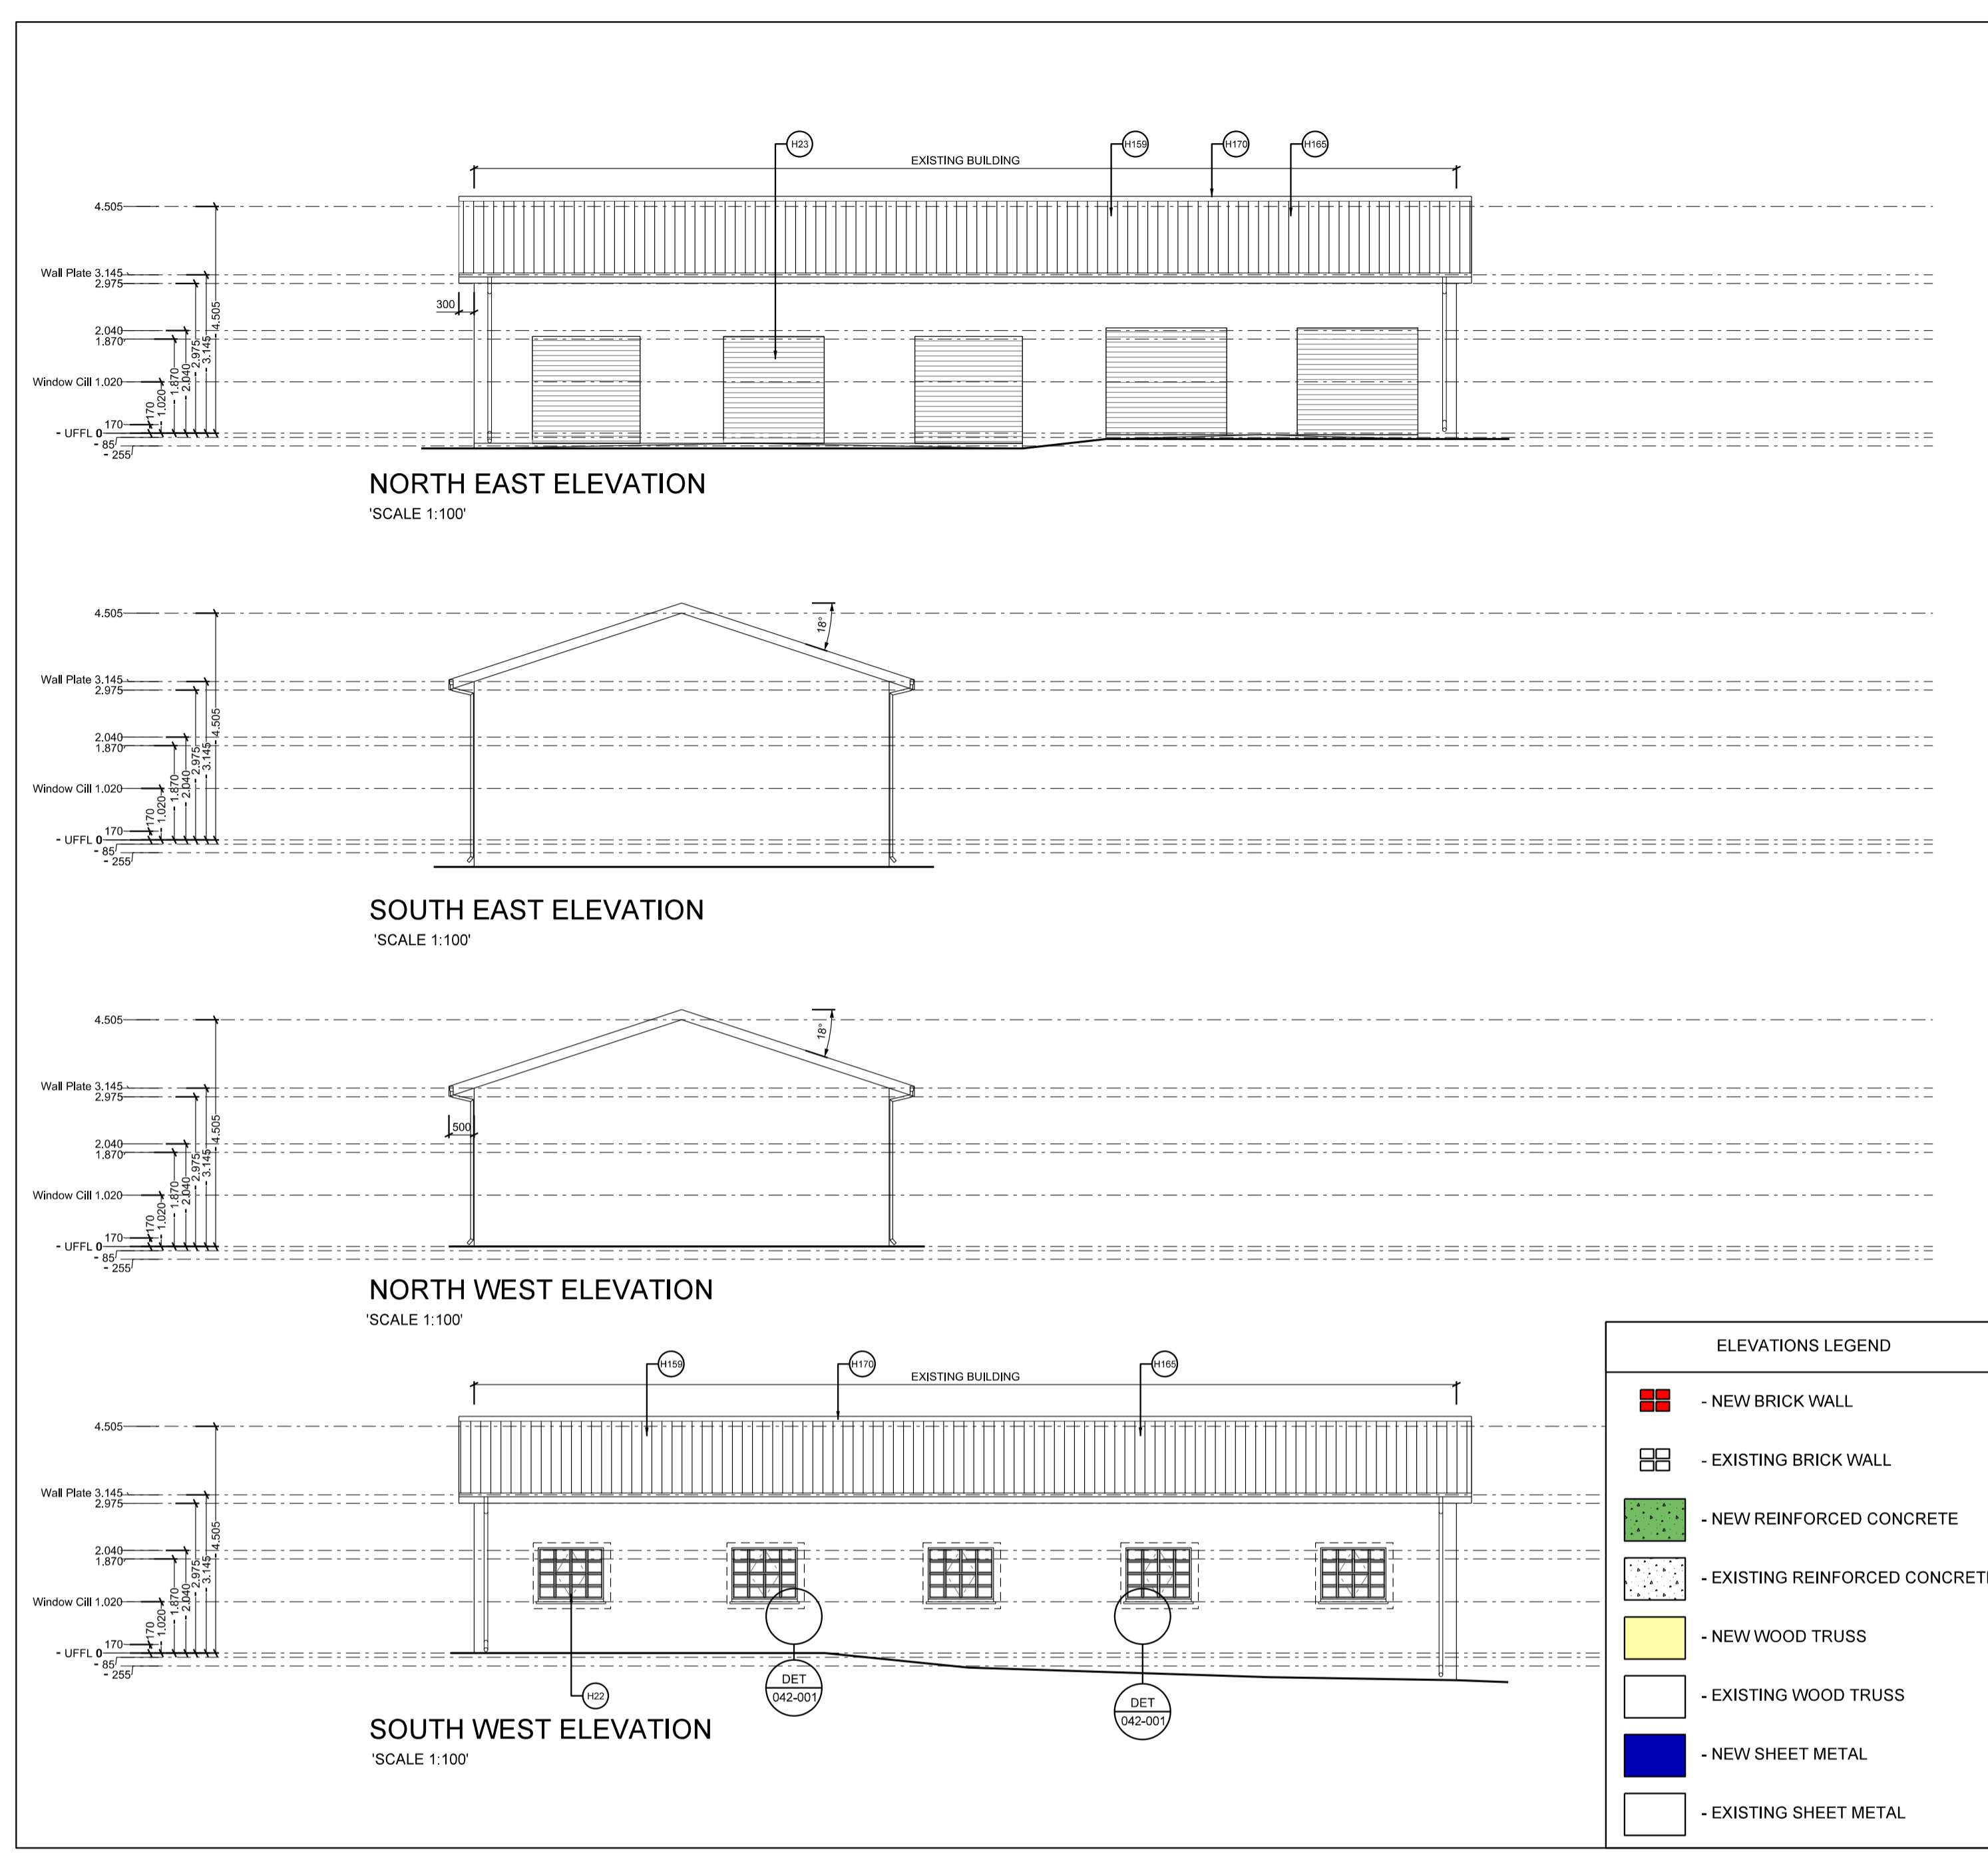 H23
H159
H170
H165
EXISTING BUILDING
4.505
Wall Plate 3.145
2.975
300
2.040
1.870
Window Cill 1.020
170
- UFFL 0
- 85
- 255
170
1.020
1.870
2.040
2.975
3.145
4.505
NORTH EAST ELEVATION
'SCALE 1:100'
4.505
18°
Wall Plate 3.145
2.975
2.040
1.870
Window Cill 1.020
170
- UFFL 0
- 85
- 255
170
1.020
1.870
2.040
2.975
3.145
4.505
SOUTH EAST ELEVATION
'SCALE 1:100'
4.505
18°
Wall Plate 3.145
2.975
500
2.040
1.870
Window Cill 1.020
170
- UFFL 0
- 85
- 255
170
1.020
1.870
2.040
2.975
3.145
4.505
NORTH WEST ELEVATION
'SCALE 1:100'
H159
H170
H165
EXISTING BUILDING
4.505
Wall Plate 3.145
2.975
2.040
1.870
Window Cill 1.020
170
- UFFL 0
- 85
- 255
170
1.020
1.870
2.040
2.975
3.145
4.505
H22
DET
042-001
DET
042-001
SOUTH WEST ELEVATION
'SCALE 1:100'
ELEVATIONS LEGEND
- NEW BRICK WALL
- EXISTING BRICK WALL
- NEW REINFORCED CONCRETE
- EXISTING REINFORCED CONCRETE
- NEW WOOD TRUSS
- EXISTING WOOD TRUSS
- NEW SHEET METAL
- EXISTING SHEET METAL